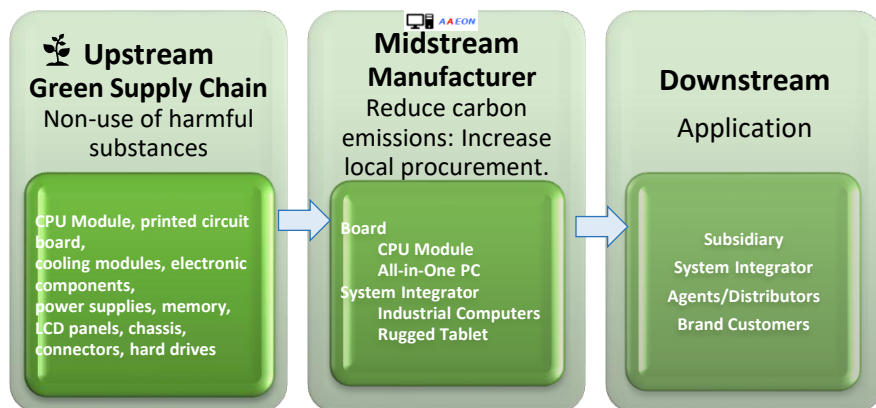 Upstream
Green Supply Chain
Non-use of harmful
substances
CPU Module, printed circuit
board,
cooling modules, electronic
components,
power supplies, memory,
LCD panels, chassis,
connectors, hard drives
AAEON
Midstream
Manufacturer
Reduce carbon
emissions: Increase
local procurement.
Board
CPU Module
All-in-One PC
System Integrator
Industrial Computers
Rugged Tablet
Downstream
Application
Subsidiary
System Integrator
Agents/Distributors
Brand Customers